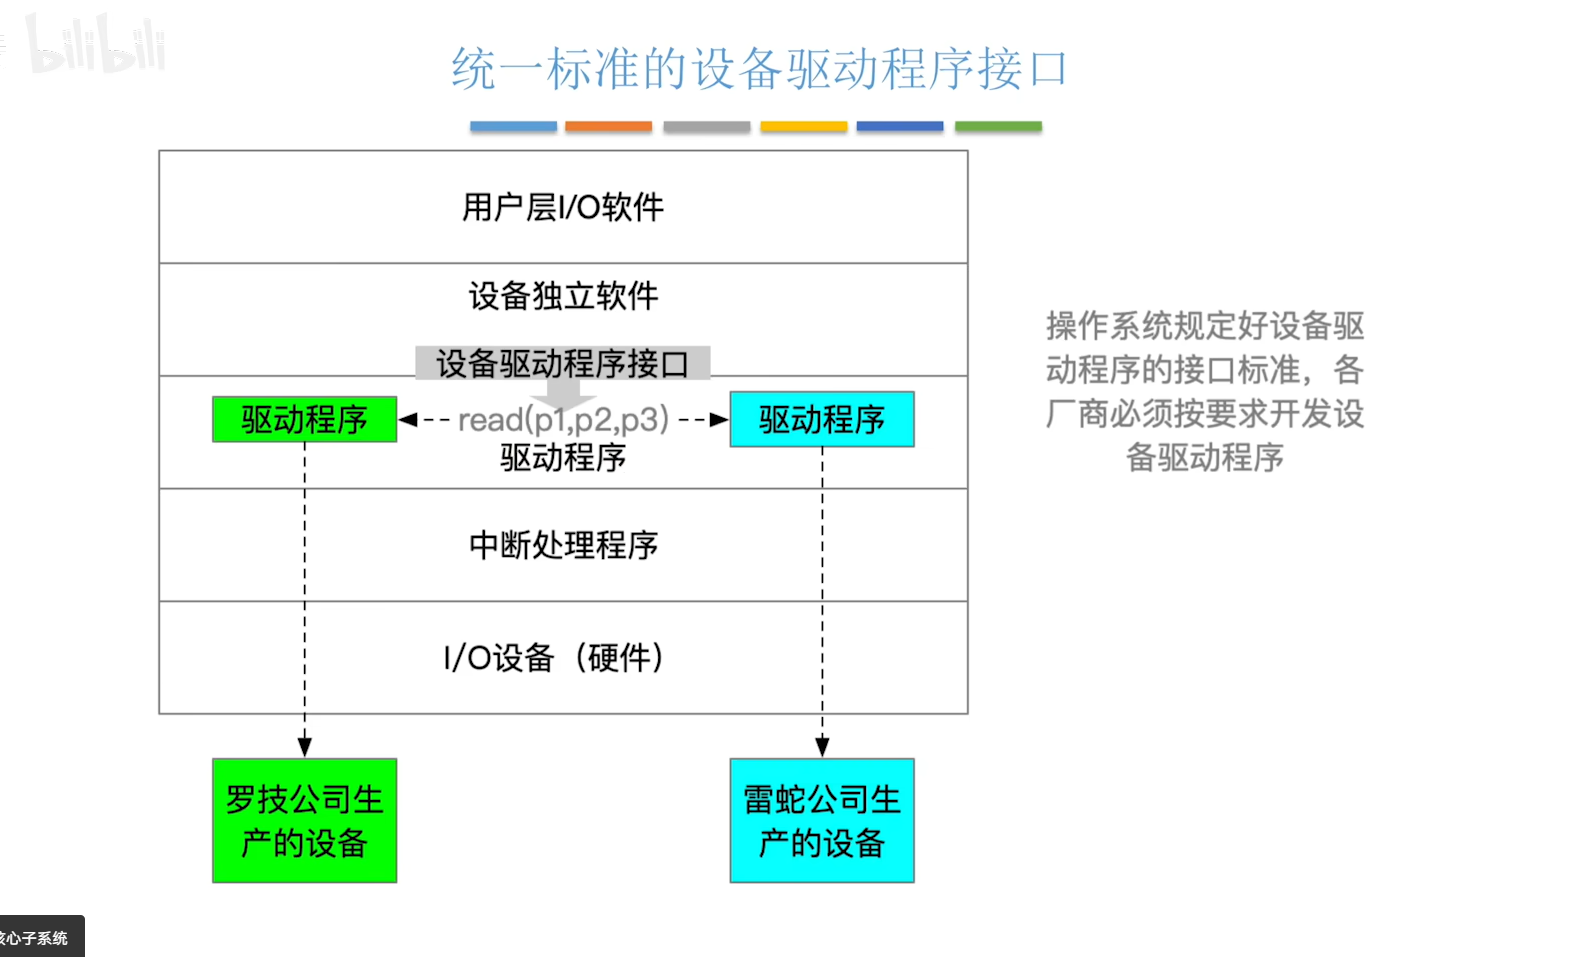 bilibili
统一标准的设备驱动程序接口
用户层I/O软件
设备独立软件
设备驱动程序接口
驱动程序
read(p1,p2,p3)
驱动程序
驱动程序
中断处理程序
I/O设备（硬件）
罗技公司生
产的设备
雷蛇公司生
产的设备
操作系统规定好设备驱
动程序的接口标准，各
厂商必须按要求开发设
备驱动程序
心子系统